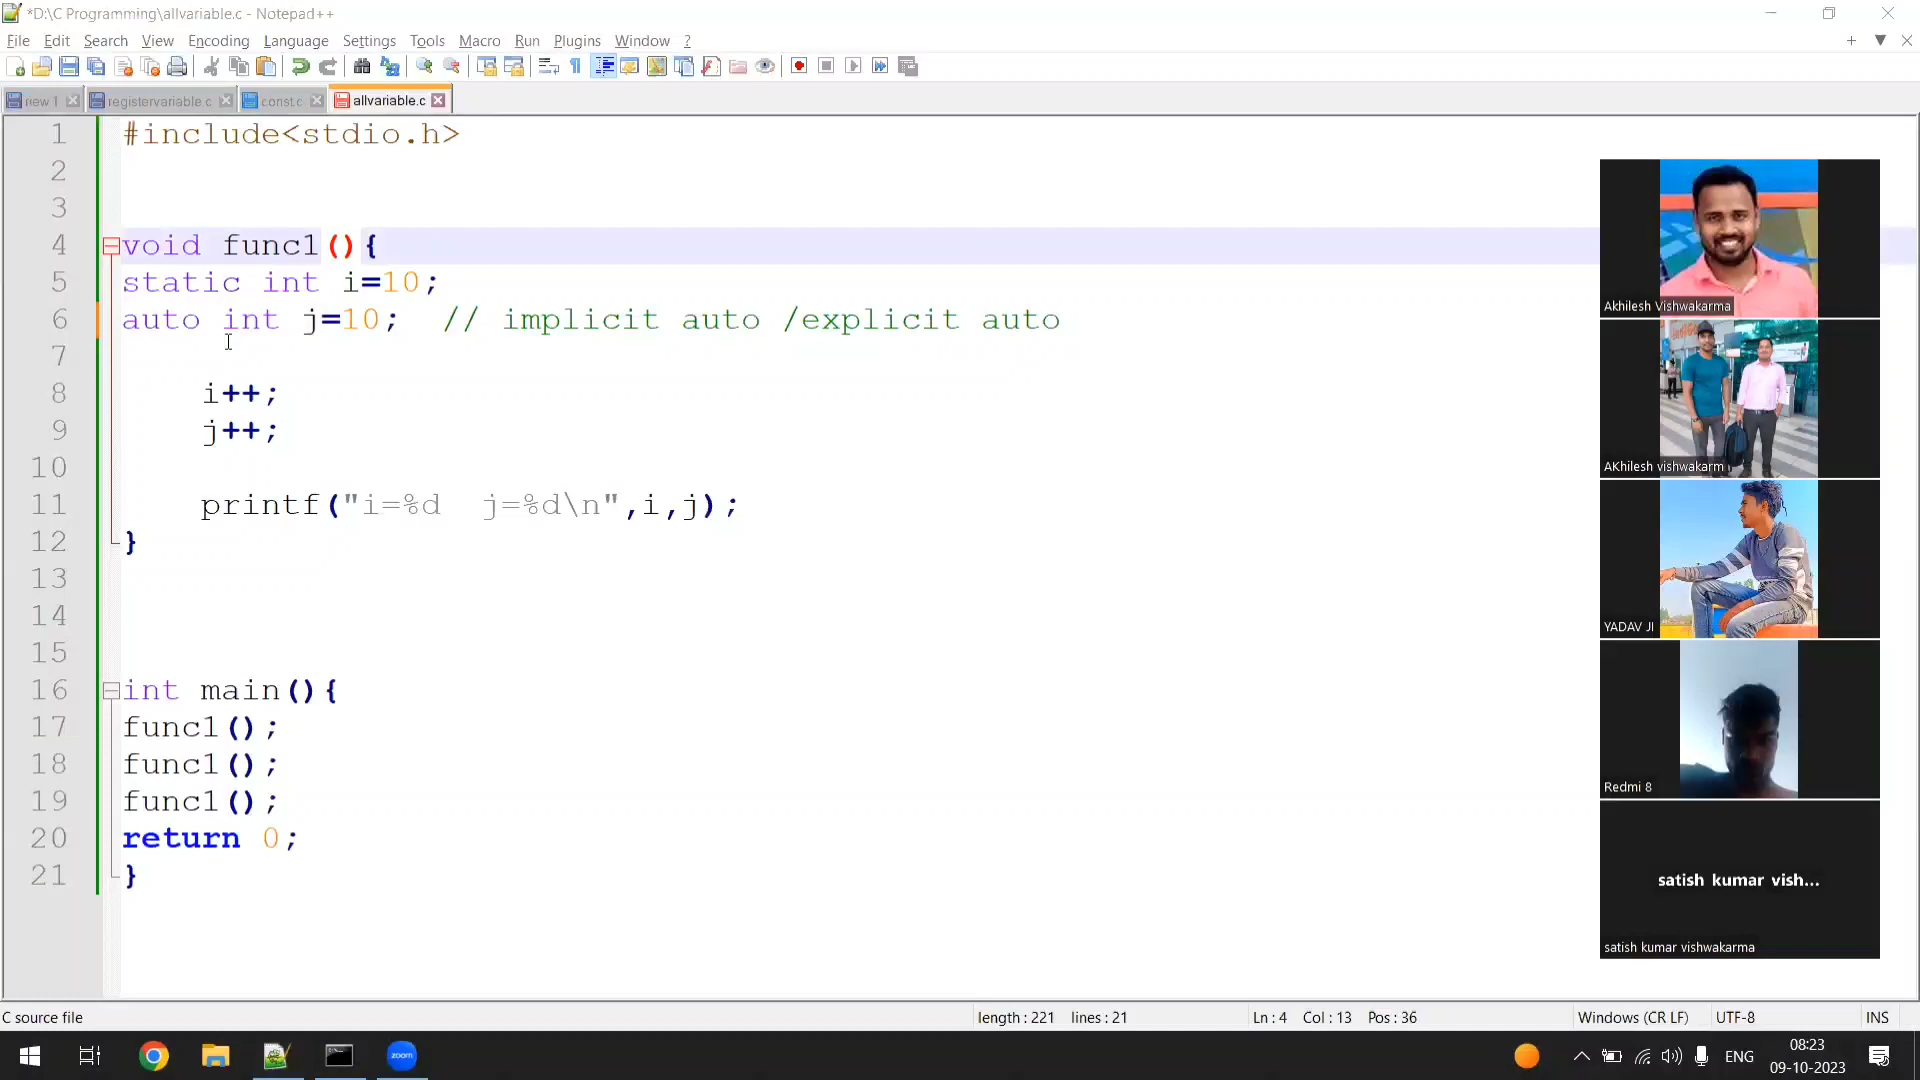 *D:\C Programming\allvariable.c - Notepad++
File Edit Search View Encoding Language Settings Tools Macro Run Plugins Window ?
new 1 registervariable.c const.c allvariable.c
1 #include<stdio.h>
2
3
4 void func1(){
5 static int i=10;
6 auto int j=10; // implicit auto /explicit auto
7
8 i++;
9 j++;
10
11 printf("i=%d  j=%d\n",i,j);
12 }
13
14
15
16 int main(){
17 func1();
18 func1();
19 func1();
20 return 0;
21 }
Akhilesh Vishwakarma
AKhilesh vishwakarm
YADAV JI
Redmi 8
satish kumar vish...
satish kumar vishwakarma
C source file length : 221 lines : 21 Ln : 4 Col : 13 Pos : 36 Windows (CR LF) UTF-8 INS
zoom
ENG
08:23
09-10-2023